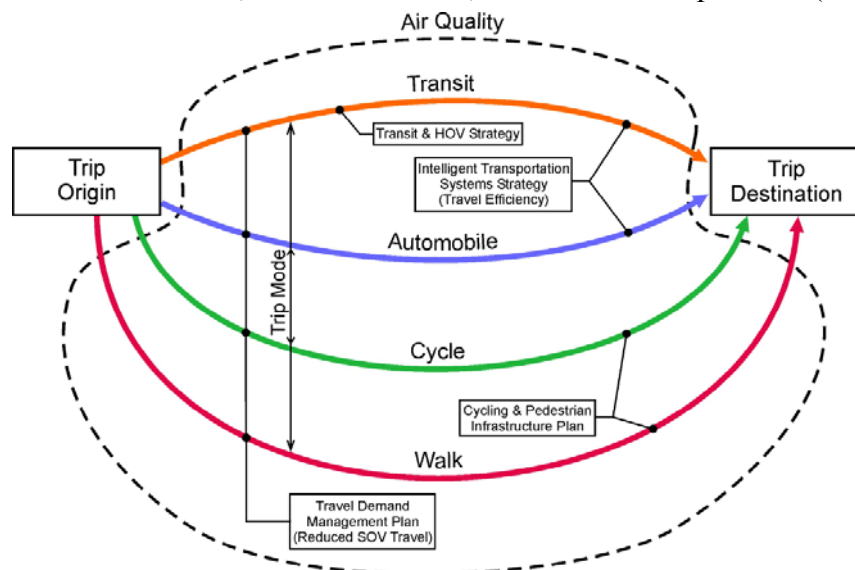 Air Quality
Transit
Transit & HOV Strategy
Trip
Origin
Intelligent Transportation
Systems Strategy
(Travel Efficiency)
Trip
Destination
Automobile
Trip Mode
Cycle
Cycling & Pedestrian
Infrastructure Plan
Walk
Travel Demand
Management Plan
(Reduced SOV Travel)